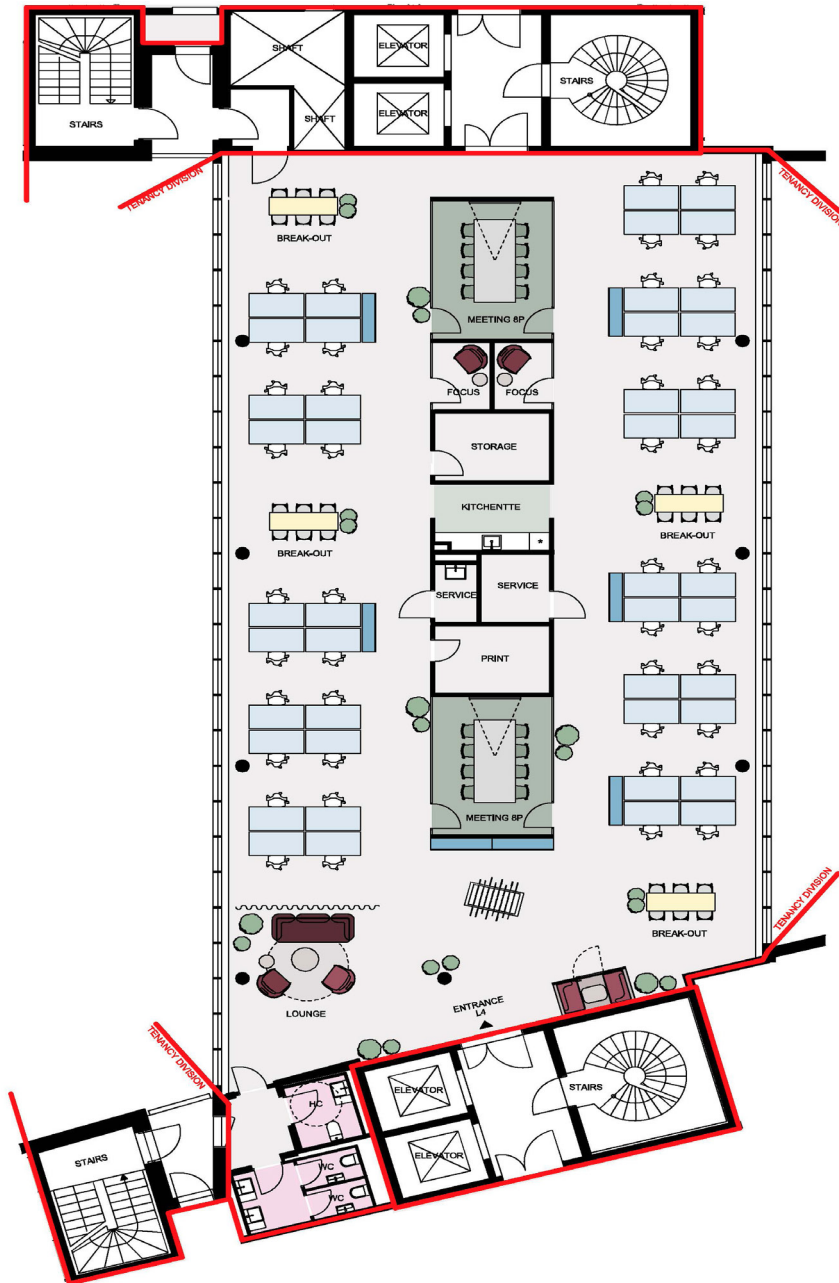 SHAFT
ELEVATOR
STAIRS
ELEVATOR
SHAFT
STAIRS
TENANCY DIVISION
TENANCY DIVISION
BREAK-OUT
MEETING 8P
FOCUS
FOCUS
STORAGE
KITCHENTTE
*
BREAK-OUT
BREAK-OUT
SERVICE
SERVICE
PRINT
MEETING 8P
TENANCY DIVISION
BREAK-OUT
LOUNGE
ENTRANCE
L4
TENANCY DIVISION
ELEVATOR
STAIRS
HC
STAIRS
ELEVATOR
WC
WC